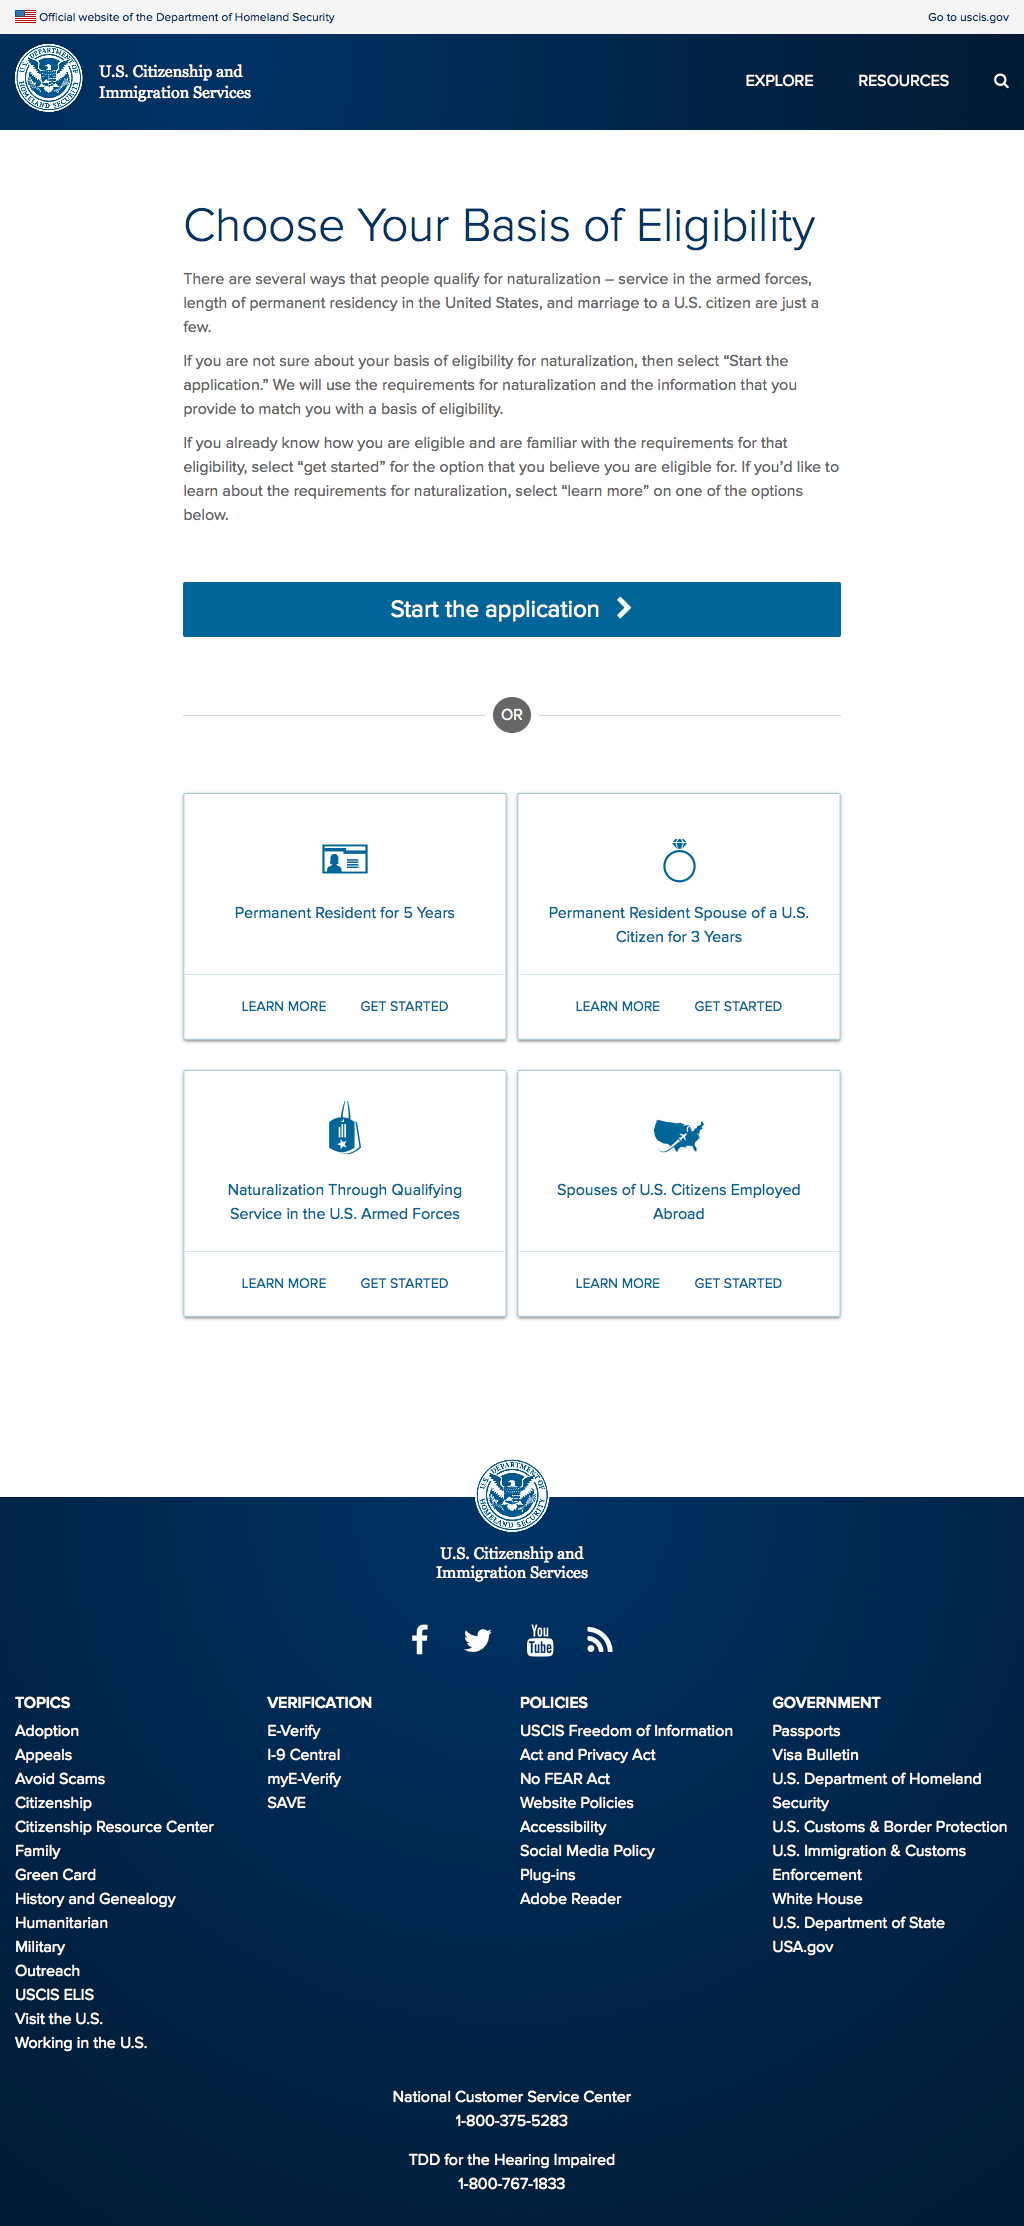 Official website of the Department of Homeland Security
Go to uscis.gov
U.S. Citizenship and
Immigration Services
EXPLORE
RESOURCES
Choose Your Basis of Eligibility
There are several ways that people qualify for naturalization – service in the armed forces,
length of permanent residency in the United States, and marriage to a U.S. citizen are just a
few.
If you are not sure about your basis of eligibility for naturalization, then select “Start the
application.” We will use the requirements for naturalization and the information that you
provide to match you with a basis of eligibility.
If you already know how you are eligible and are familiar with the requirements for that
eligibility, select “get started” for the option that you believe you are eligible for. If you’d like to
learn about the requirements for naturalization, select “learn more” on one of the options
below.
Start the application
OR
Permanent Resident for 5 Years
LEARN MORE GET STARTED
Permanent Resident Spouse of a U.S.
Citizen for 3 Years
LEARN MORE GET STARTED
Naturalization Through Qualifying
Service in the U.S. Armed Forces
LEARN MORE GET STARTED
Spouses of U.S. Citizens Employed
Abroad
LEARN MORE GET STARTED
U.S. DEPARTMENT OF HOMELAND SECURITY
U.S. Citizenship and
Immigration Services
You
Tube
TOPICS
Adoption
Appeals
Avoid Scams
Citizenship
Citizenship Resource Center
Family
Green Card
History and Genealogy
Humanitarian
Military
Outreach
USCIS ELIS
Visit the U.S.
Working in the U.S.
VERIFICATION
E-Verify
I-9 Central
myE-Verify
SAVE
POLICIES
USCIS Freedom of Information
Act and Privacy Act
No FEAR Act
Website Policies
Accessibility
Social Media Policy
Plug-ins
Adobe Reader
GOVERNMENT
Passports
Visa Bulletin
U.S. Department of Homeland
Security
U.S. Customs & Border Protection
U.S. Immigration & Customs
Enforcement
White House
U.S. Department of State
USA.gov
National Customer Service Center
1-800-375-5283
TDD for the Hearing Impaired
1-800-767-1833